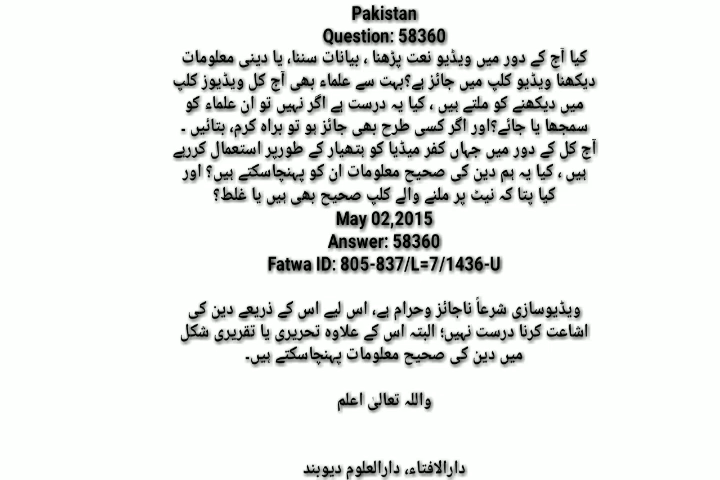 Pakistan
Question: 58360
کیا آج کے دور میں ویڈیو نعت پڑھنا ، بیانات سننا، یا دینی معلومات
دیکھنا ویڈیو کلپ میں جائز ہے؟بہت سے علماء بھی آج کل ویڈیوز کلپ
میں دیکھنے کو ملتے ہیں ، کیا یہ درست ہے اگر نہیں تو ان علماء کو
سمجھا یا جائے؟اور اگر کسی طرح بھی جائز ہو تو براہ کرم، بتائیں ۔
آج کل کے دور میں جہاں کفر میڈیا کو ہتھیار کے طورپر استعمال کررہے
ہیں ، کیا یہ ہم دین کی صحیح معلومات ان کو پہنچاسکتے ہیں؟ اور
کیا پتا کہ نیٹ پر ملنے والے کلپ صحیح بھی ہیں یا غلط؟
May 02,2015
Answer: 58360
Fatwa ID: 805-837/L=7/1436-U
ویڈیوسازی شرعاً ناجائز وحرام ہے، اس لیے اس کے ذریعے دین کی
اشاعت کرنا درست نہیں؛ البتہ اس کے علاوہ تحریری یا تقریری شکل
میں دین کی صحیح معلومات پہنچاسکتے ہیں۔
واللہ تعالیٰ اعلم
دارالافتاء، دارالعلوم دیوبند